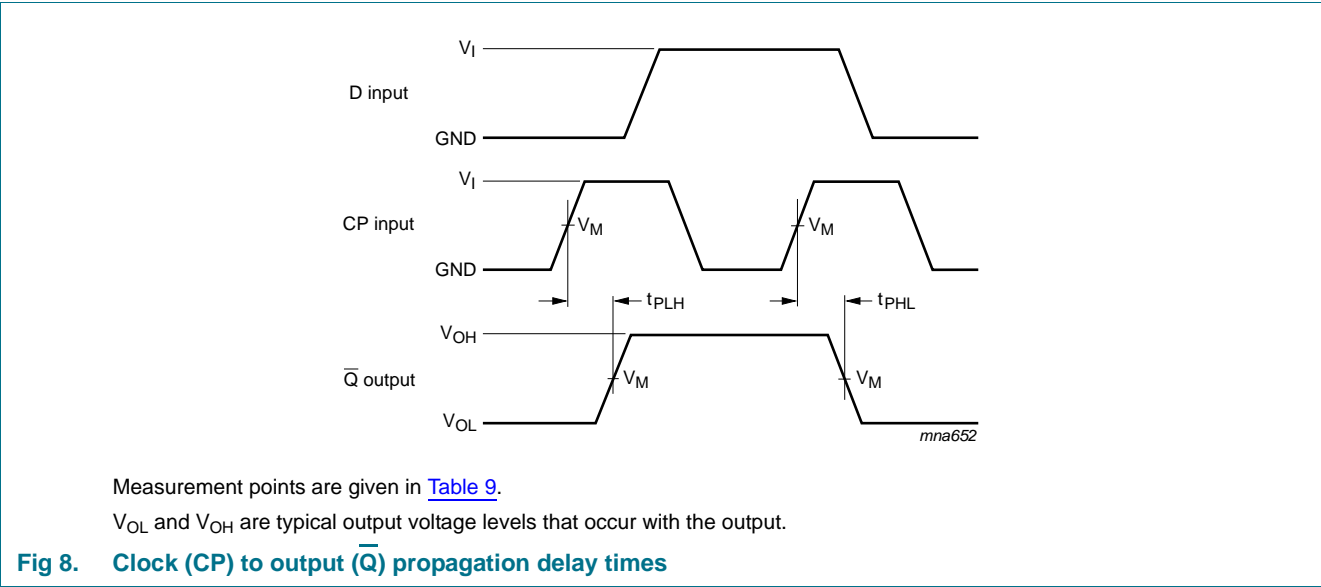 V_I
D input
GND
V_I
CP input
V_M
V_M
GND
t_PLH
t_PHL
V_OH
Q̅ output
V_M
V_M
V_OL
mna652
Measurement points are given in Table 9.
V_OL and V_OH are typical output voltage levels that occur with the output.
Fig 8. Clock (CP) to output (Q̅) propagation delay times